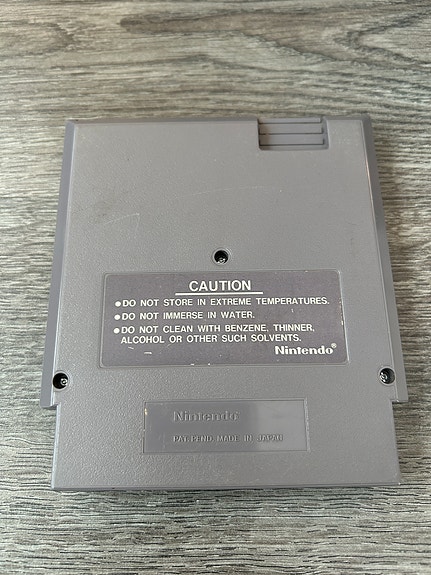 CAUTION
●DO NOT STORE IN EXTREME TEMPERATURES.
●DO NOT IMMERSE IN WATER.
●DO NOT CLEAN WITH BENZENE, THINNER,
ALCOHOL OR OTHER SUCH SOLVENTS.
Nintendo®
Nintendo®
PAT. PEND. MADE IN JAPAN